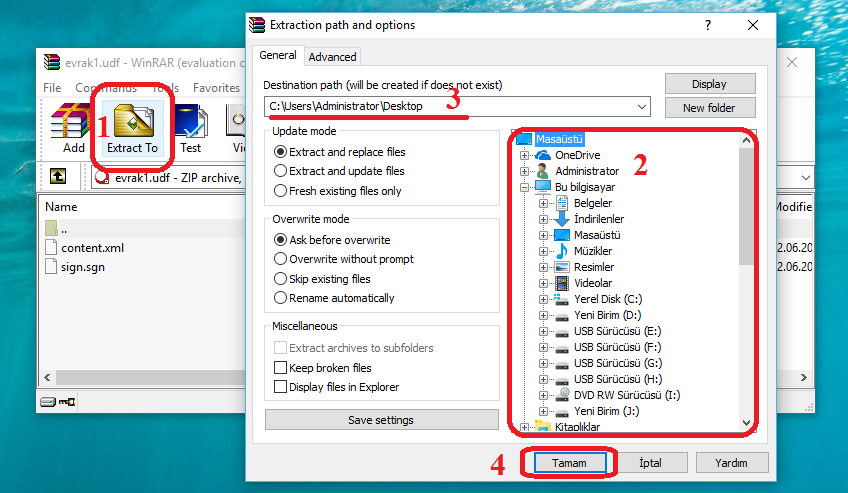 evrak1.udf - WinRAR (evaluation c
File Commands Tools Favorites
1
Add Extract To Test Vi
evrak1.udf - ZIP archive,
Name Modifie
..
content.xml 2.06.20
sign.sgn 2.06.20
Extraction path and options
General Advanced
Destination path (will be created if does not exist)
Display
C:\Users\Administrator\Desktop 3
New folder
Update mode
Extract and replace files
Extract and update files
Fresh existing files only
Overwrite mode
Ask before overwrite
Overwrite without prompt
Skip existing files
Rename automatically
Miscellaneous
Extract archives to subfolders
Keep broken files
Display files in Explorer
Save settings
Masaüstü
OneDrive 2
Administrator
Bu bilgisayar
Belgeler
İndirilenler
Masaüstü
Müzikler
Resimler
Videolar
Yerel Disk (C:)
Yeni Birim (D:)
USB Sürücüsü (E:)
USB Sürücüsü (F:)
USB Sürücüsü (G:)
USB Sürücüsü (H:)
DVD RW Sürücüsü (I:)
Yeni Birim (J:)
Kitaplıklar
4 Tamam İptal Yardım